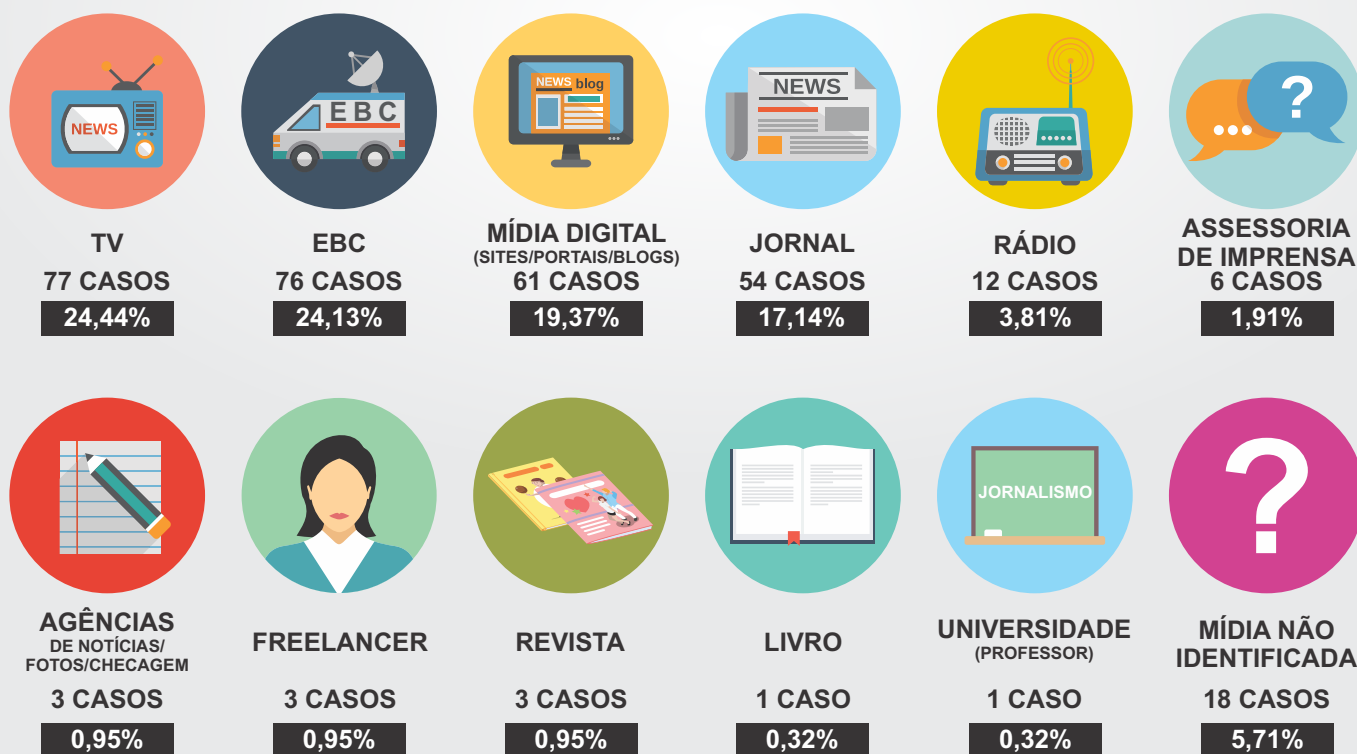 NEWS
TV
77 CASOS
24,44%
EBC
EBC
76 CASOS
24,13%
NEWS blog
MÍDIA DIGITAL
(SITES/PORTAIS/BLOGS)
61 CASOS
19,37%
NEWS
JORNAL
54 CASOS
17,14%
RÁDIO
12 CASOS
3,81%
?
ASSESSORIA
DE IMPRENSA
6 CASOS
1,91%
AGÊNCIAS
DE NOTÍCIAS/
FOTOS/CHECAGEM
3 CASOS
0,95%
FREELANCER
3 CASOS
0,95%
REVISTA
3 CASOS
0,95%
LIVRO
1 CASO
0,32%
JORNALISMO
UNIVERSIDADE
(PROFESSOR)
1 CASO
0,32%
?
MÍDIA NÃO
IDENTIFICADA
18 CASOS
5,71%